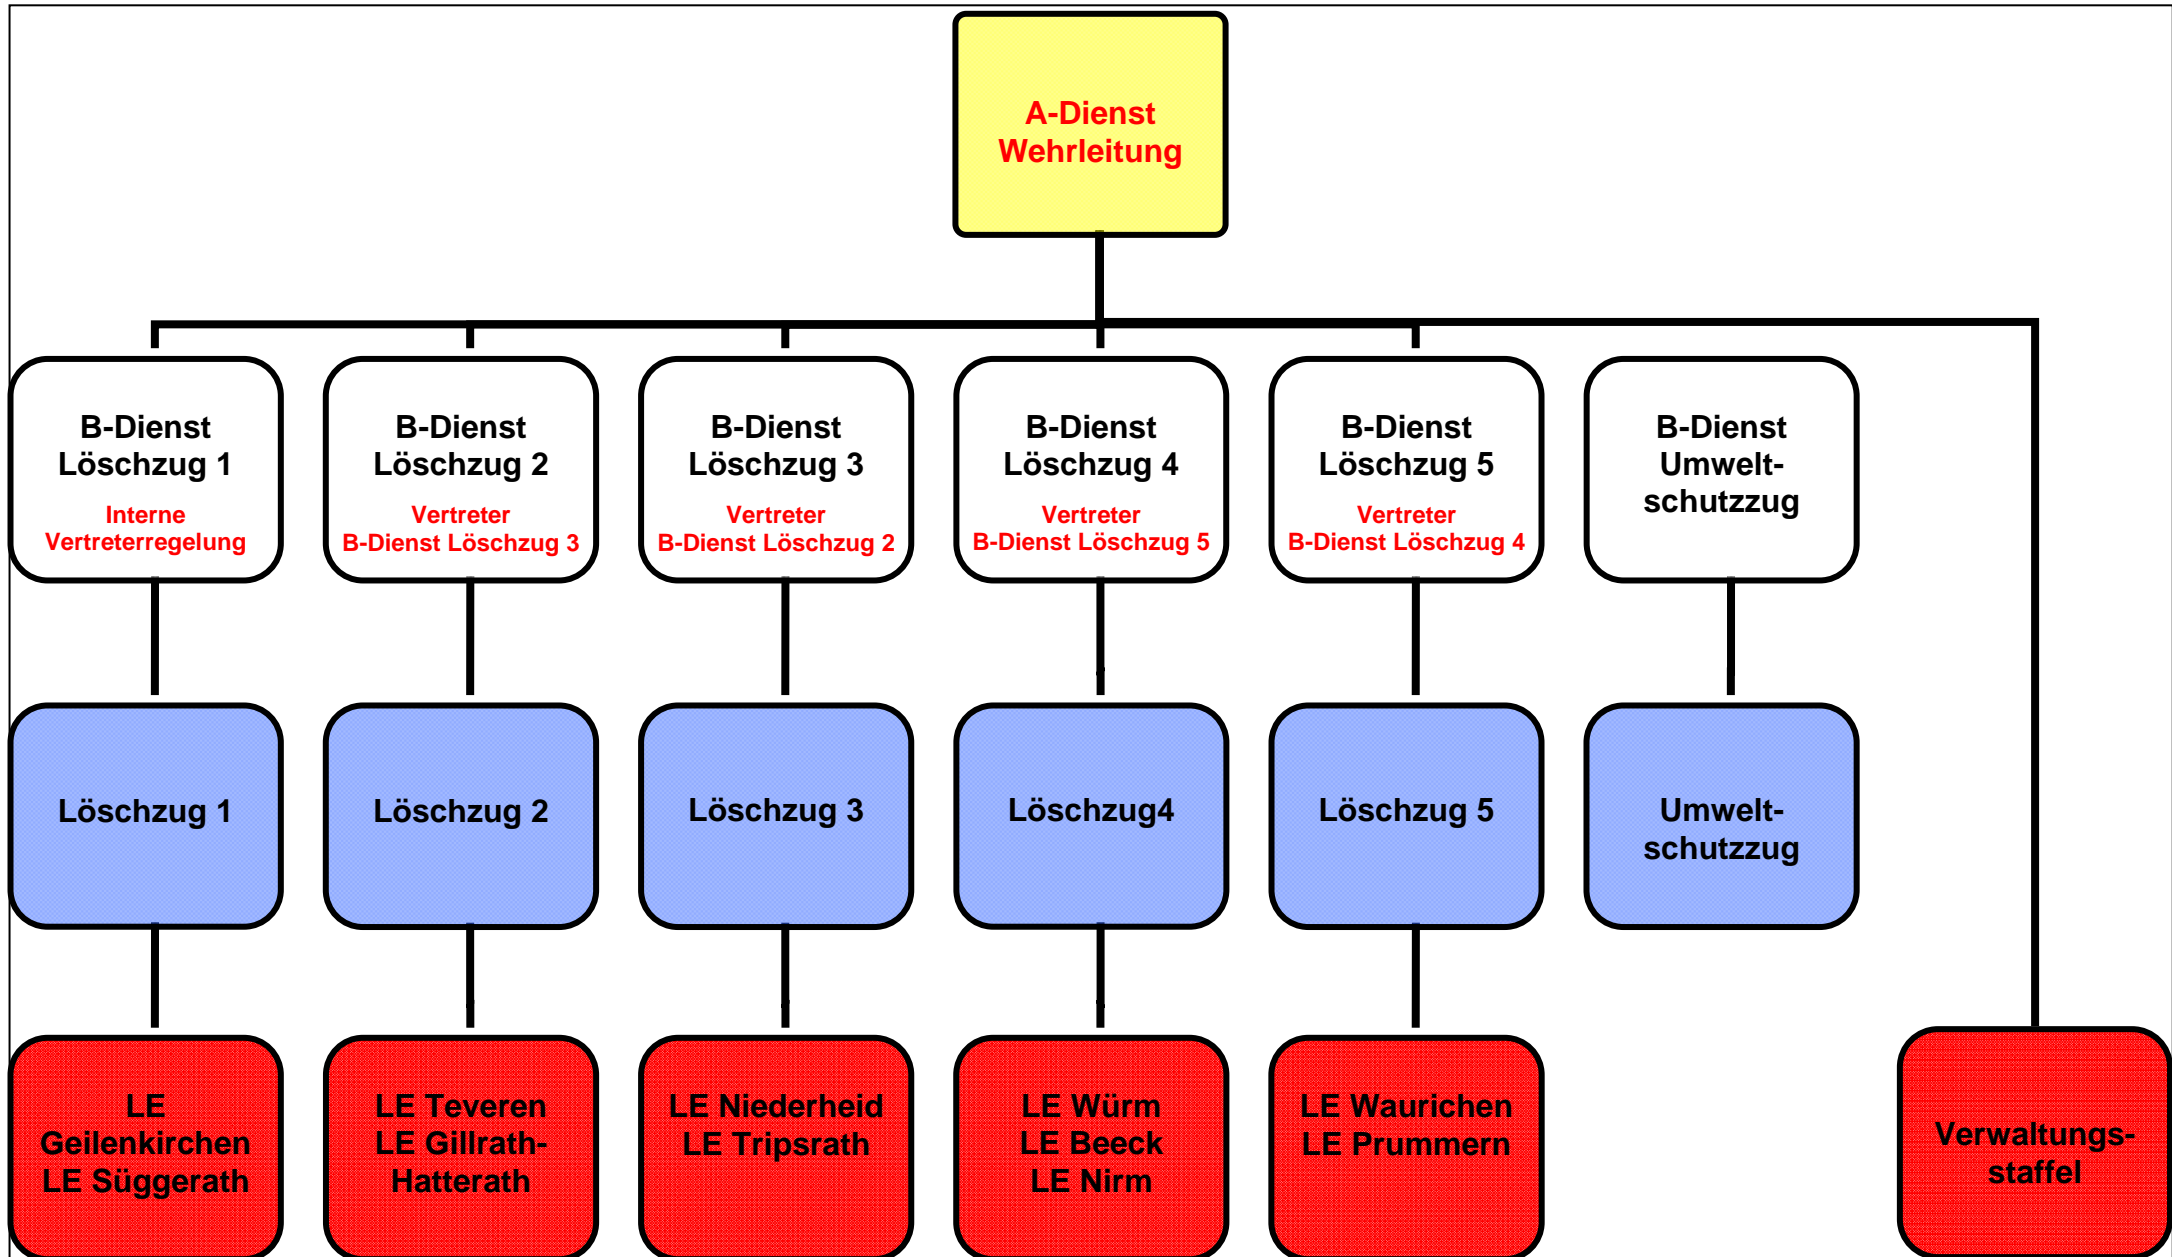 A-Dienst
Wehrleitung
B-Dienst
Löschzug 1
Interne
Vertreterregelung
B-Dienst
Löschzug 2
Vertreter
B-Dienst Löschzug 3
B-Dienst
Löschzug 3
Vertreter
B-Dienst Löschzug 2
B-Dienst
Löschzug 4
Vertreter
B-Dienst Löschzug 5
B-Dienst
Löschzug 5
Vertreter
B-Dienst Löschzug 4
B-Dienst
Umwelt-
schutzzug
Löschzug 1
Löschzug 2
Löschzug 3
Löschzug4
Löschzug 5
Umwelt-
schutzzug
LE
Geilenkirchen
LE Süggerath
LE Teveren
LE Gillrath-
Hatterath
LE Niederheid
LE Tripsrath
LE Würm
LE Beeck
LE Nirm
LE Waurichen
LE Prummern
Verwaltungs-
staffel